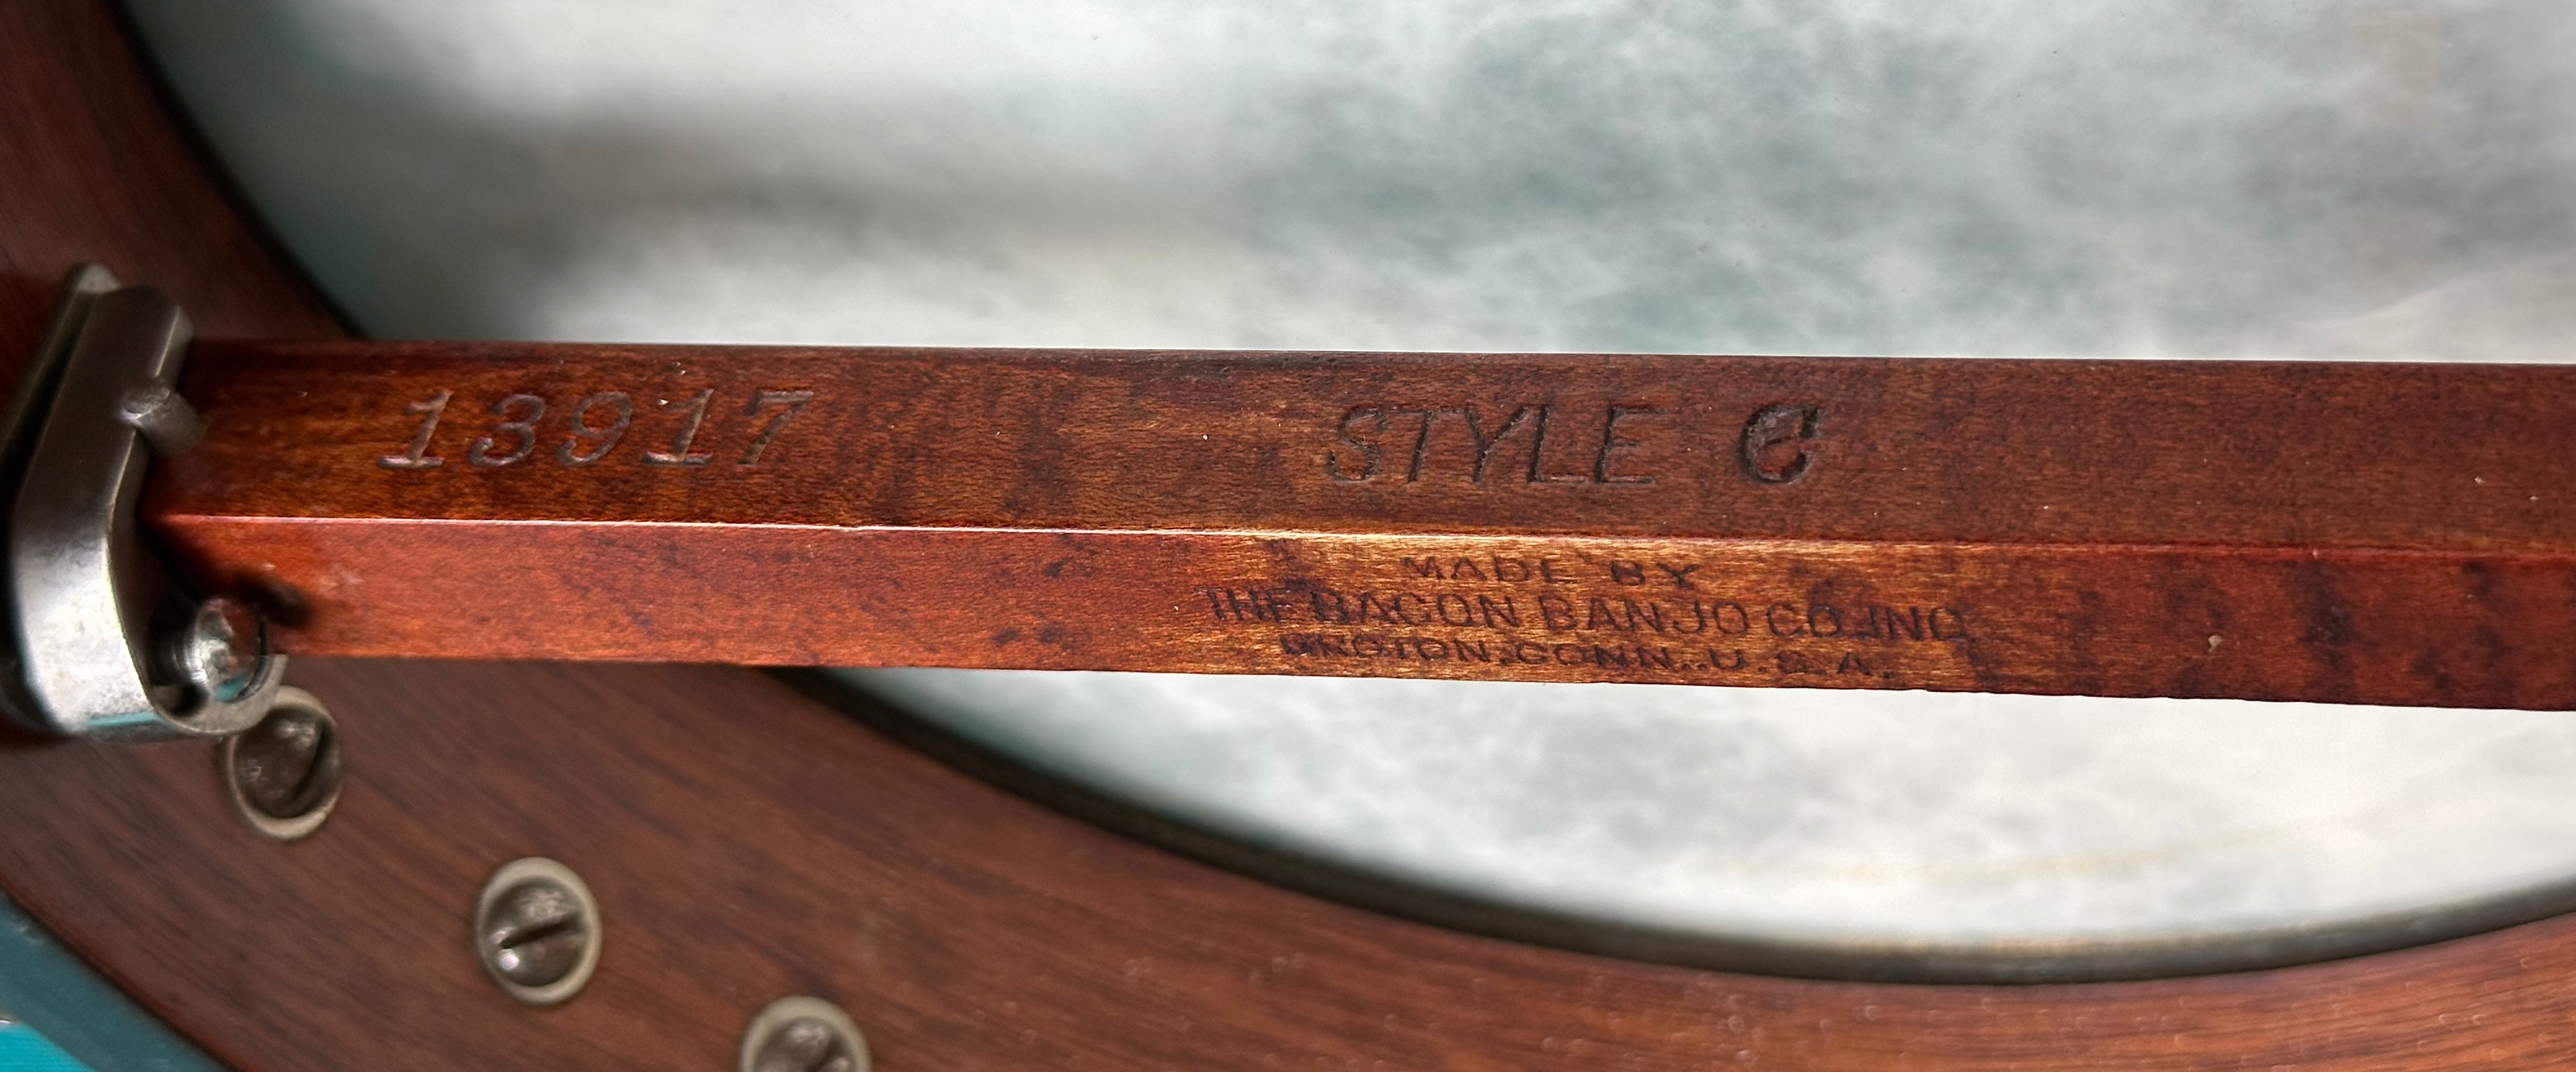 13917 STYLE C
MADE BY
THE BACON BANJO CO. INC
GROTON, CONN., U.S.A.